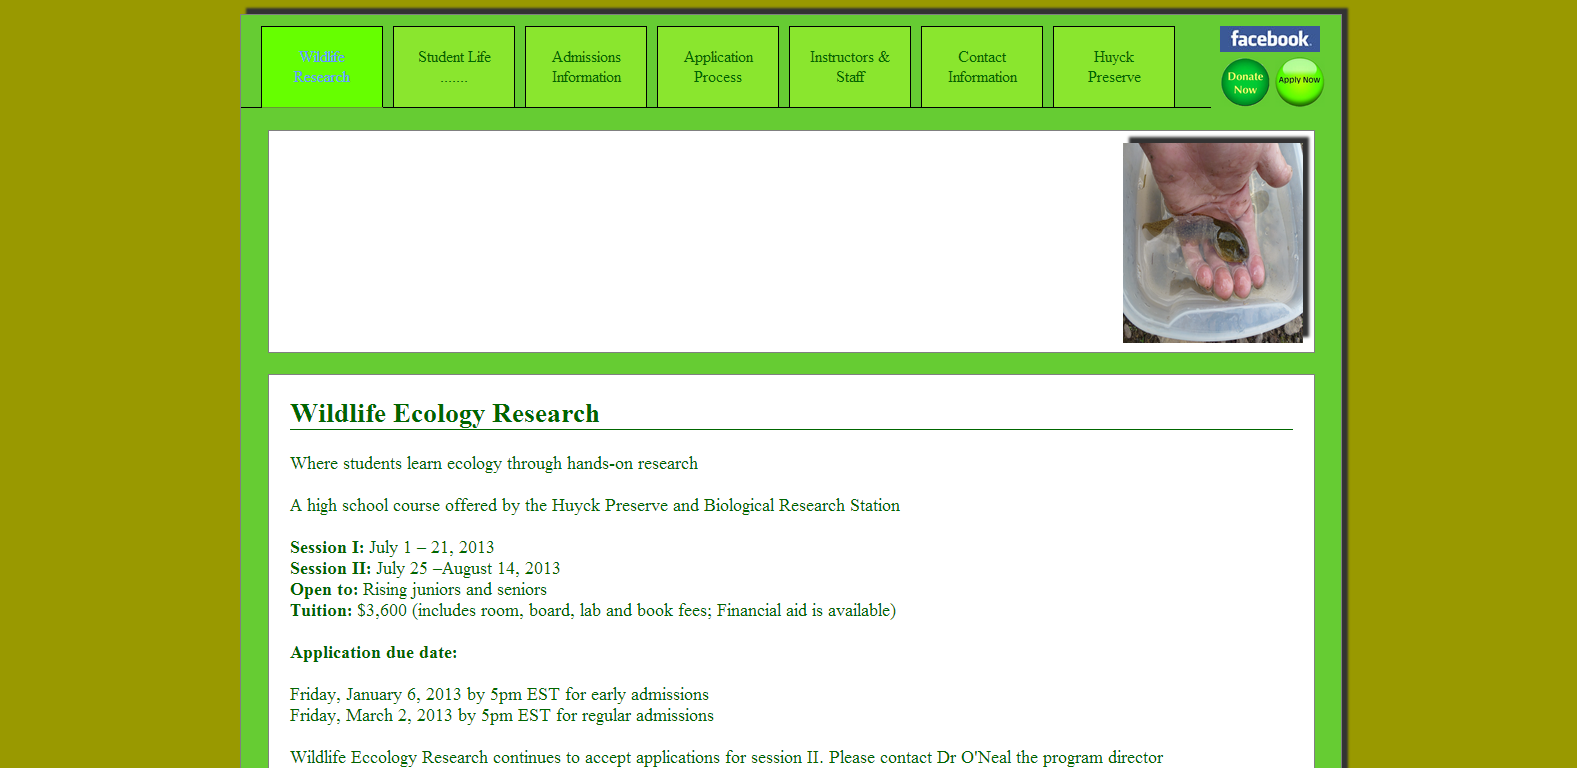 Wildlife
Research
Student Life
.......
Admissions
Information
Application
Process
Instructors &
Staff
Contact
Information
Huyck
Preserve
facebook.
Donate
Now
Apply Now
Wildlife Ecology Research
Where students learn ecology through hands-on research
A high school course offered by the Huyck Preserve and Biological Research Station
Session I: July 1 – 21, 2013
Session II: July 25 –August 14, 2013
Open to: Rising juniors and seniors
Tuition: $3,600 (includes room, board, lab and book fees; Financial aid is available)
Application due date:
Friday, January 6, 2013 by 5pm EST for early admissions
Friday, March 2, 2013 by 5pm EST for regular admissions
Wildlife Eccology Research continues to accept applications for session II. Please contact Dr O'Neal the program director